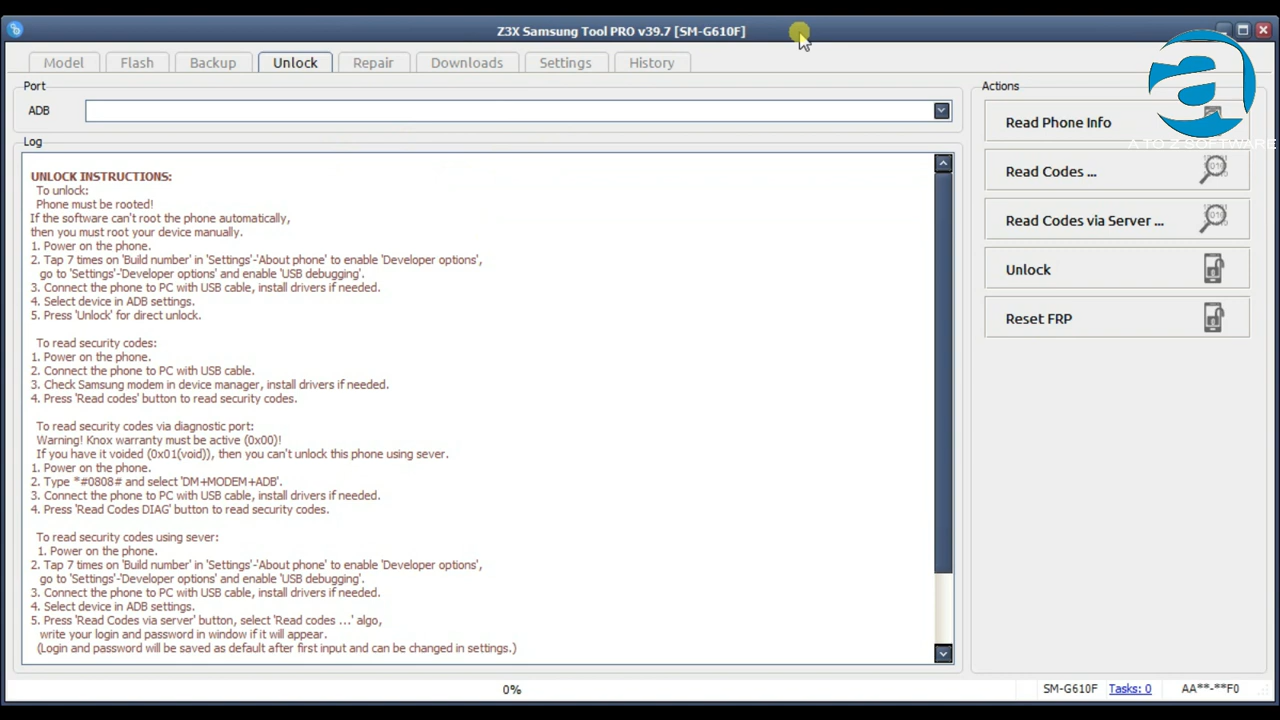 Z3X Samsung Tool PRO v39.7 [SM-G610F]
Model Flash Backup Unlock Repair Downloads Settings History
Port
ADB
Log
UNLOCK INSTRUCTIONS:
To unlock:
Phone must be rooted!
If the software can't root the phone automatically,
then you must root your device manually.
1. Power on the phone.
2. Tap 7 times on 'Build number' in 'Settings'-'About phone' to enable 'Developer options',
go to 'Settings'-'Developer options' and enable 'USB debugging'.
3. Connect the phone to PC with USB cable, install drivers if needed.
4. Select device in ADB settings.
5. Press 'Unlock' for direct unlock.
To read security codes:
1. Power on the phone.
2. Connect the phone to PC with USB cable.
3. Check Samsung modem in device manager, install drivers if needed.
4. Press 'Read codes' button to read security codes.
To read security codes via diagnostic port:
Warning! Knox warranty must be active (0x00)!
If you have it voided (0x01(void)), then you can't unlock this phone using sever.
1. Power on the phone.
2. Type *#0808# and select 'DM+MODEM+ADB'.
3. Connect the phone to PC with USB cable, install drivers if needed.
4. Press 'Read Codes DIAG' button to read security codes.
To read security codes using sever:
1. Power on the phone.
2. Tap 7 times on 'Build number' in 'Settings'-'About phone' to enable 'Developer options',
go to 'Settings'-'Developer options' and enable 'USB debugging'.
3. Connect the phone to PC with USB cable, install drivers if needed.
4. Select device in ADB settings.
5. Press 'Read Codes via server' button, select 'Read codes ...' algo,
write your login and password in window if it will appear.
(Login and password will be saved as default after first input and can be changed in settings.)
Actions
Read Phone Info
Read Codes ...
Read Codes via Server ...
Unlock
Reset FRP
a
A TO Z SOFTWARE
0%
SM-G610F Tasks: 0 AA**-**F0